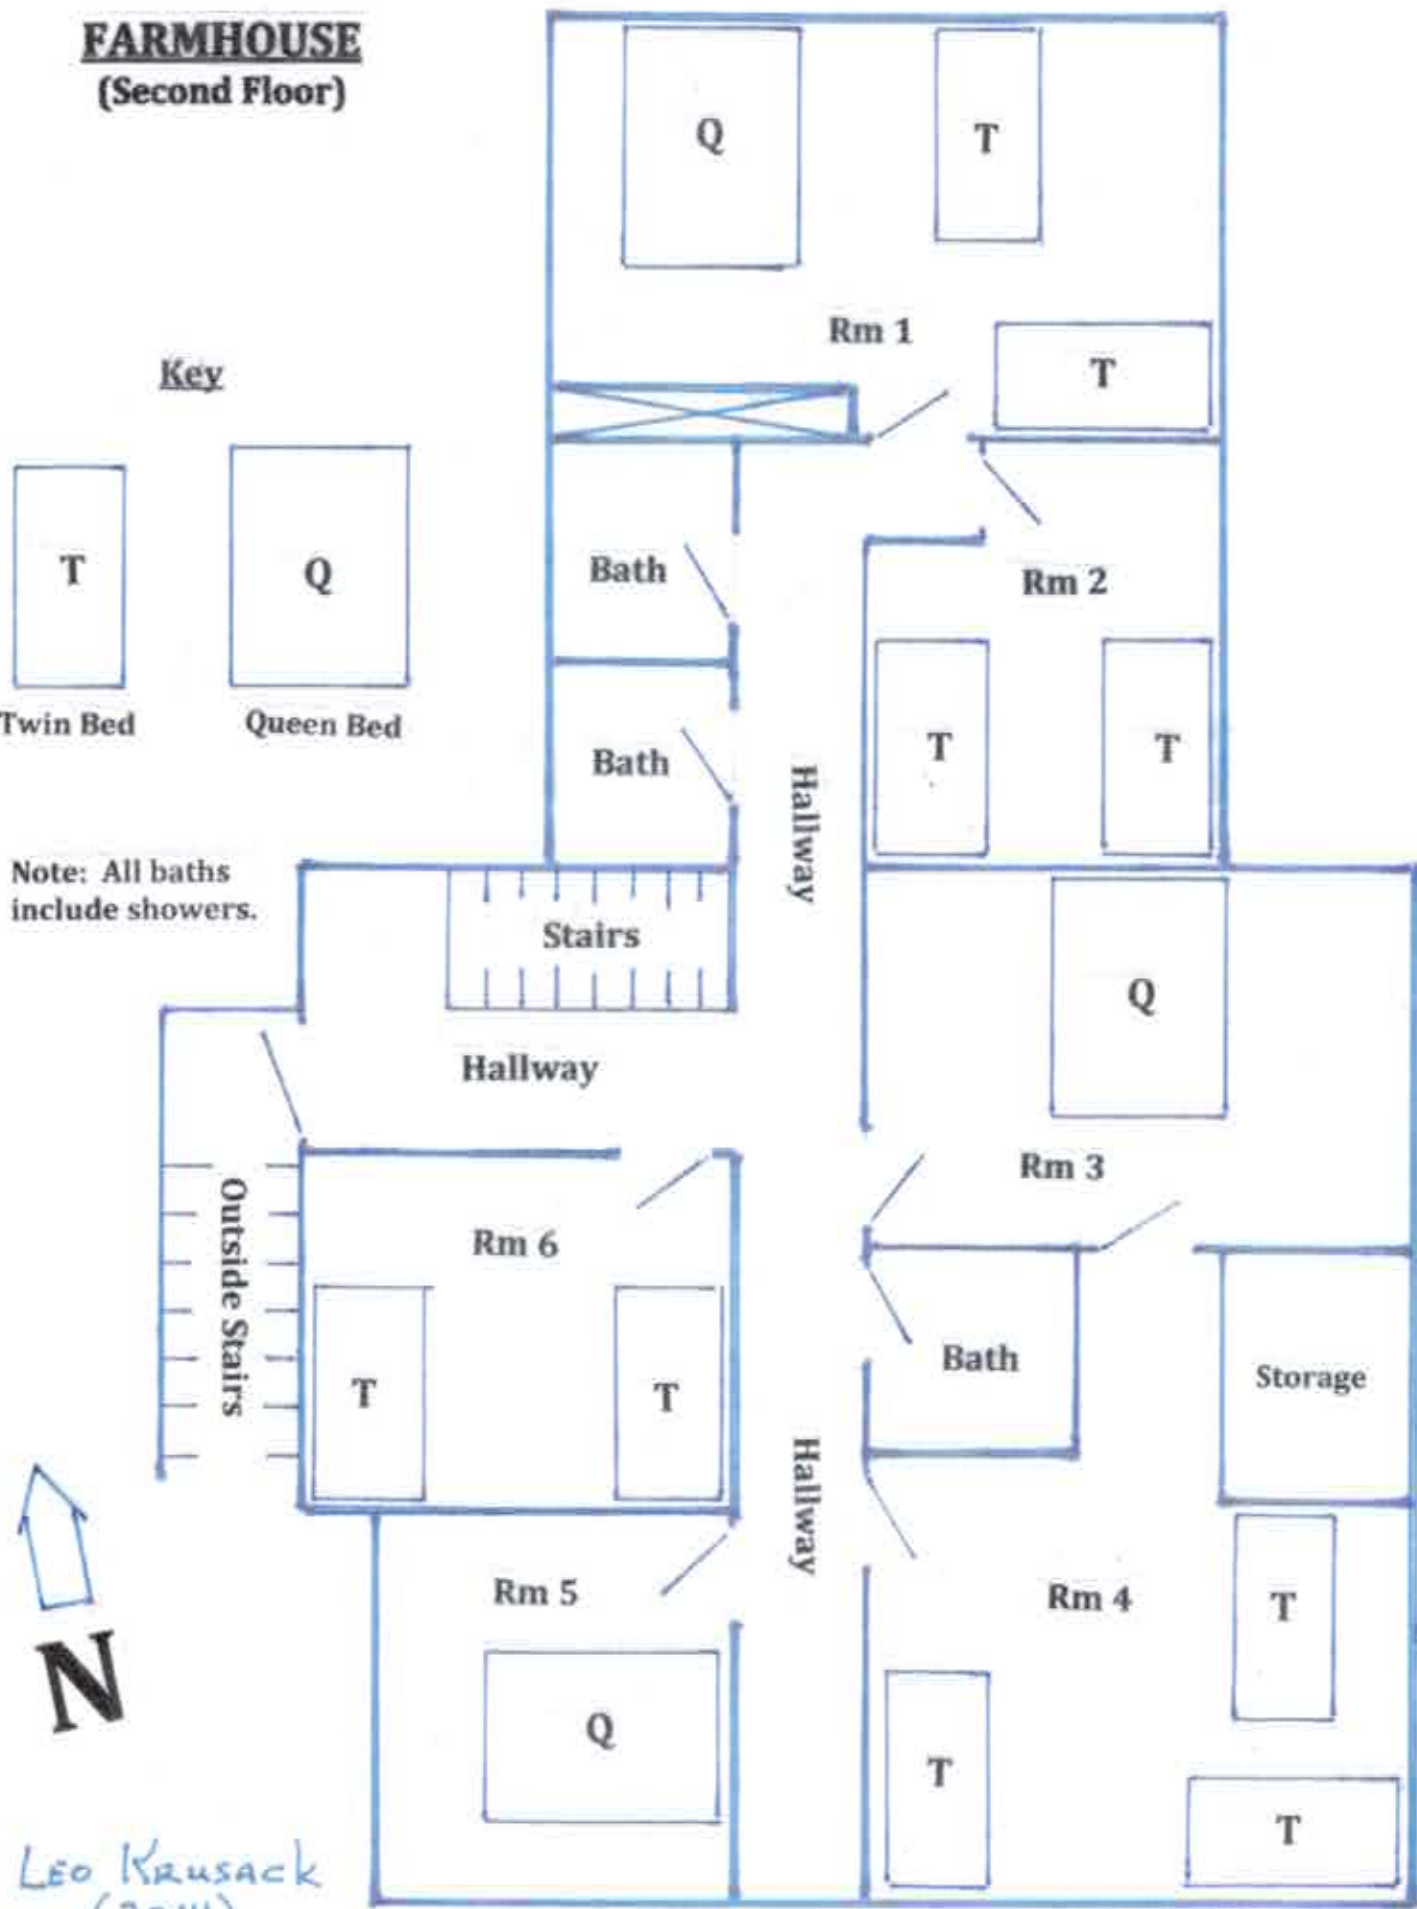 FARMHOUSE
(Second Floor)
Q
T
Rm 1
T
Key
T
Q
Twin Bed
Queen Bed
Note: All baths
include showers.
Bath
Rm 2
Bath
T
T
Hallway
Stairs
Q
Hallway
Rm 3
Outside Stairs
Rm 6
T
T
Bath
Storage
Hallway
Rm 5
Rm 4
T
Q
T
T
N
LEO KRUSACK